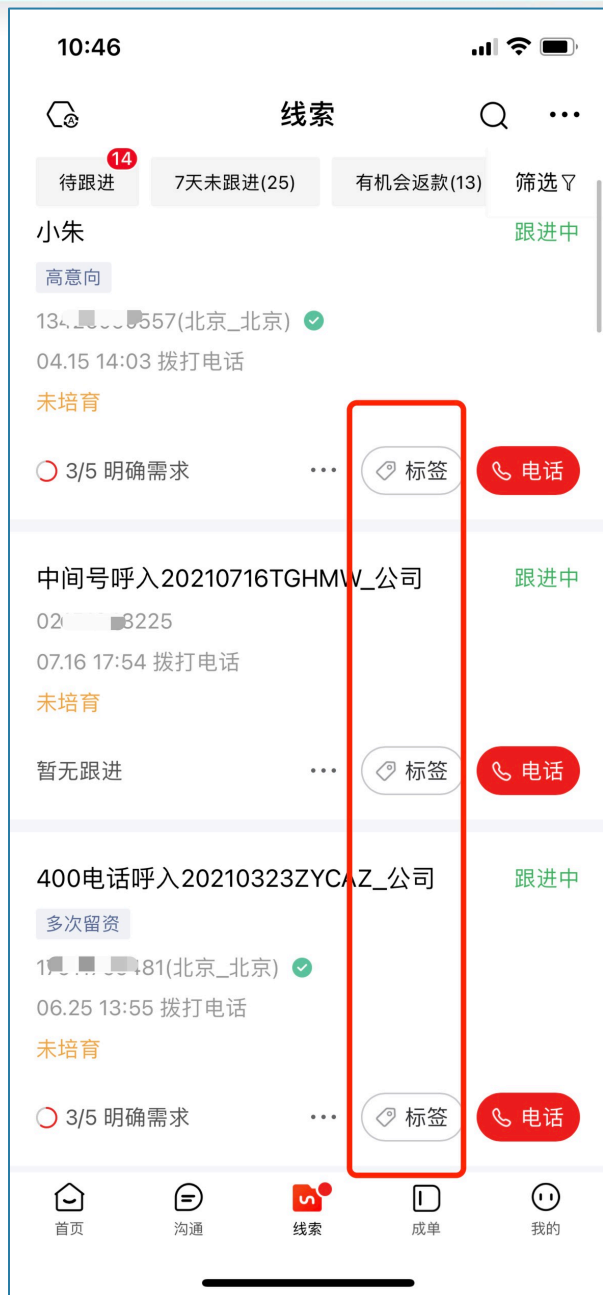 10:46
线索
14
待跟进 7天未跟进(25) 有机会返款(13) 筛选
小朱 跟进中
高意向
557(北京_北京)
04.15 14:03 拨打电话
未培育
3/5 明确需求 ... 标签 电话
中间号呼入20210716TGHMW_公司 跟进中
8225
07.16 17:54 拨打电话
未培育
暂无跟进 ... 标签 电话
400电话呼入20210323ZYCAZ_公司 跟进中
多次留资
481(北京_北京)
06.25 13:55 拨打电话
未培育
3/5 明确需求 ... 标签 电话
首页 沟通 线索 成单 我的